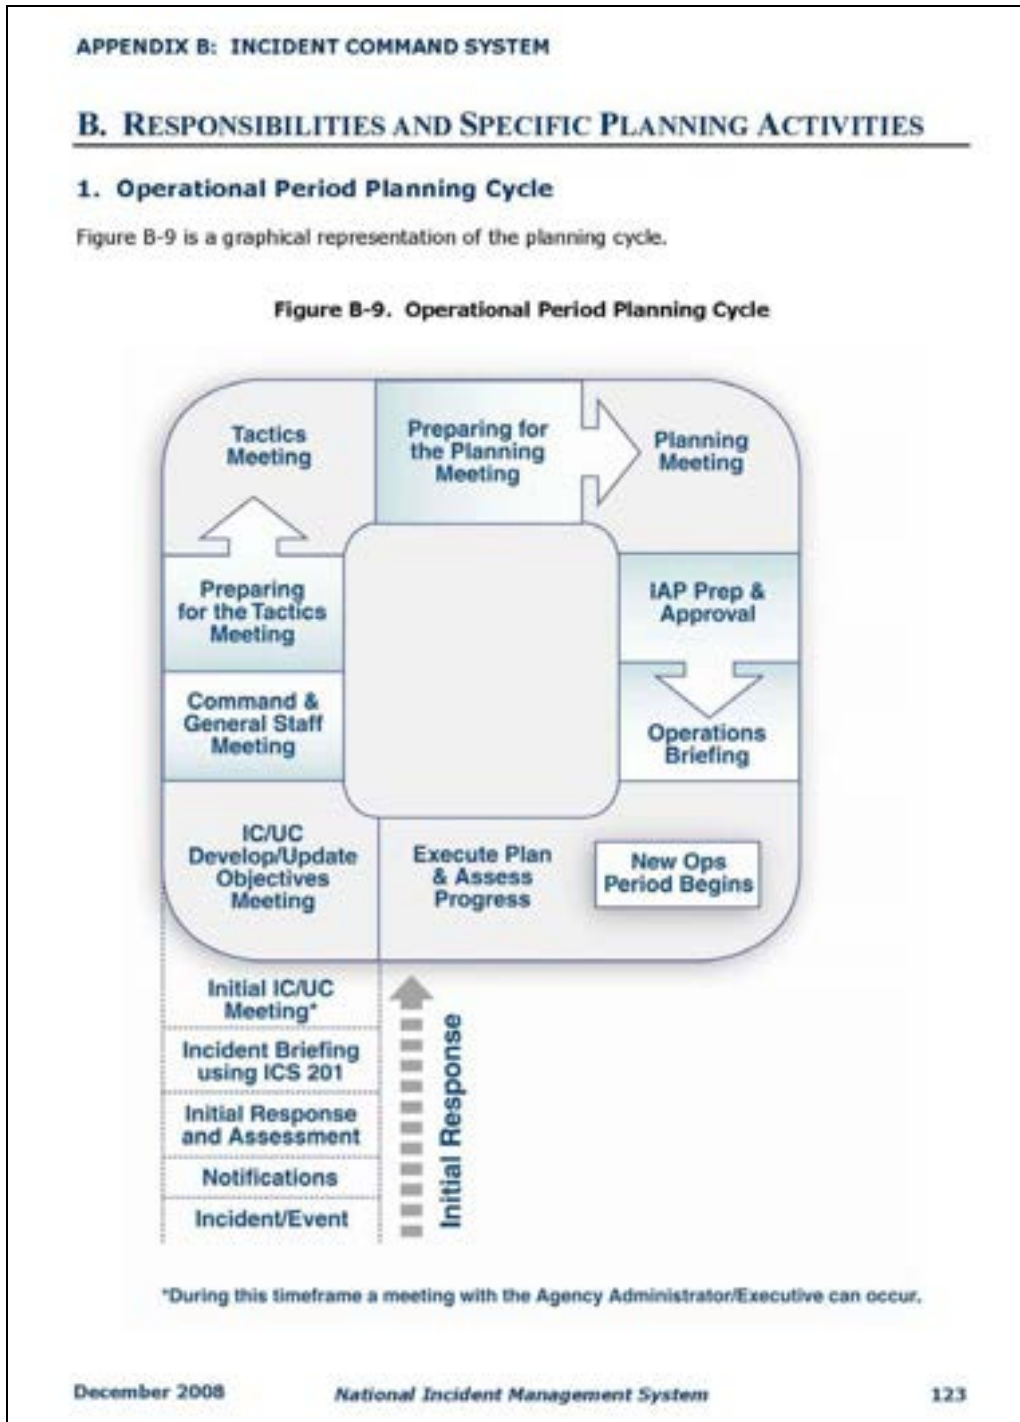 APPENDIX B: INCIDENT COMMAND SYSTEM
B. RESPONSIBILITIES AND SPECIFIC PLANNING ACTIVITIES
1. Operational Period Planning Cycle
Figure B-9 is a graphical representation of the planning cycle.
Figure B-9. Operational Period Planning Cycle
Tactics
Meeting
Preparing for
the Planning
Meeting
Planning
Meeting
Preparing
for the Tactics
Meeting
IAP Prep &
Approval
Command &
General Staff
Meeting
Operations
Briefing
IC/UC
Develop/Update
Objectives
Meeting
Execute Plan
& Assess
Progress
New Ops
Period Begins
Initial IC/UC
Meeting*
Incident Briefing
using ICS 201
Initial Response
and Assessment
Notifications
Incident/Event
Initial Response
*During this timeframe a meeting with the Agency Administrator/Executive can occur.
December 2008 National Incident Management System 123